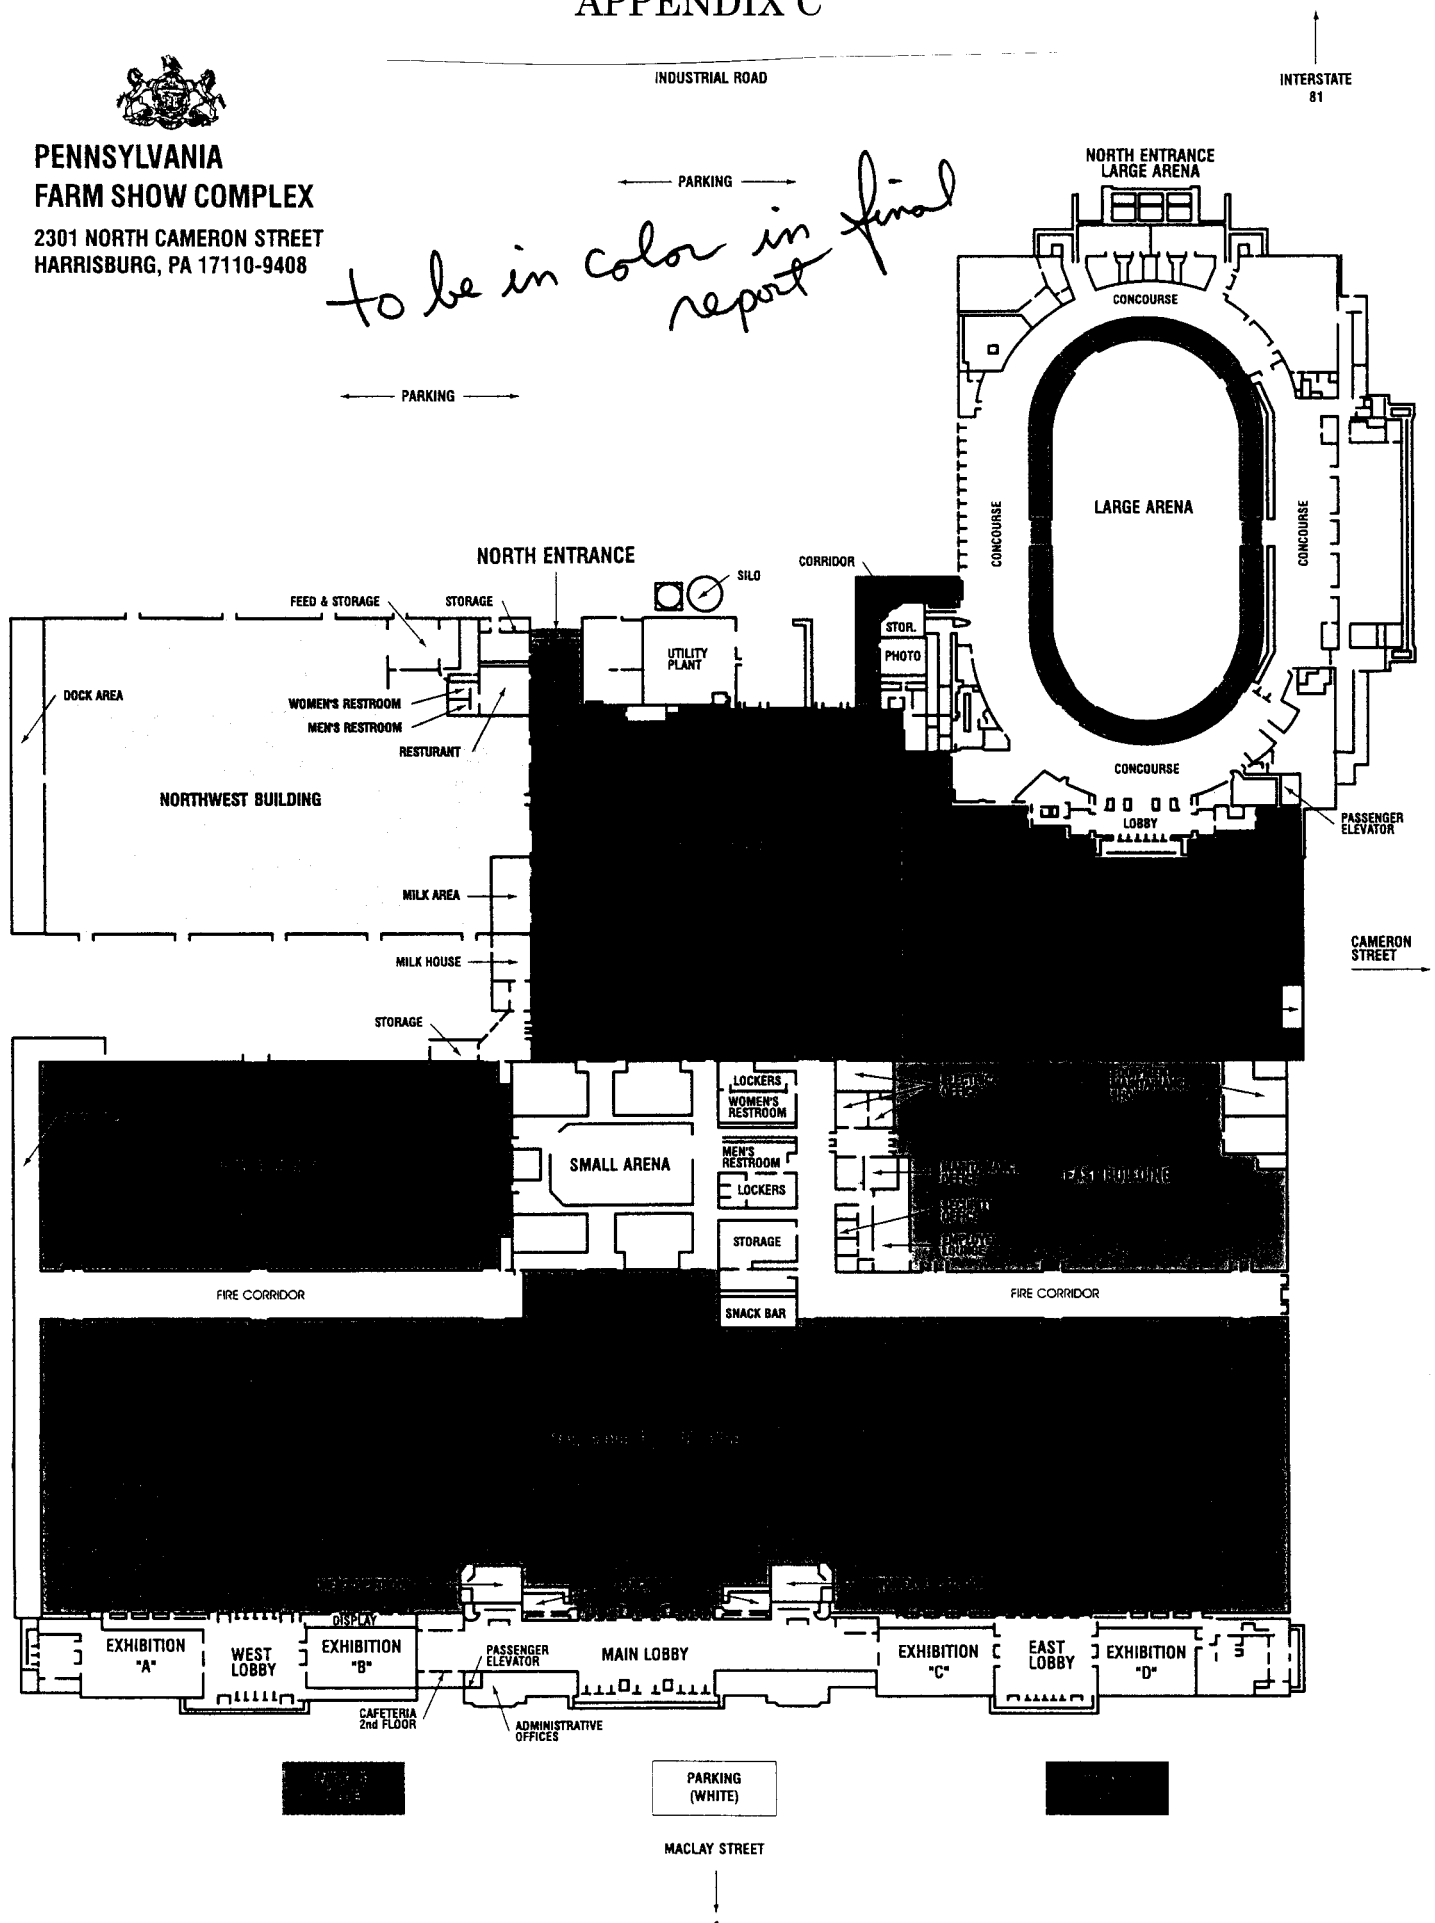 APPENDIX C
INDUSTRIAL ROAD
INTERSTATE
81
PENNSYLVANIA
FARM SHOW COMPLEX
2301 NORTH CAMERON STREET
HARRISBURG, PA 17110-9408
PARKING
to be in color in final
report
NORTH ENTRANCE
LARGE ARENA
CONCOURSE
PARKING
LARGE ARENA
CONCOURSE
CONCOURSE
NORTH ENTRANCE
CORRIDOR
SILO
FEED & STORAGE
STORAGE
STOR.
PHOTO
UTILITY
PLANT
DOCK AREA
WOMEN'S RESTROOM
MEN'S RESTROOM
RESTURANT
CONCOURSE
NORTHWEST BUILDING
LOBBY
PASSENGER
ELEVATOR
MILK AREA
CAMERON
STREET
MILK HOUSE
STORAGE
LOCKERS
WOMEN'S
RESTROOM
SMALL ARENA
MEN'S
RESTROOM
LOCKERS
EAST BUILDING
STORAGE
FIRE CORRIDOR
FIRE CORRIDOR
SNACK BAR
DISPLAY
EXHIBITION
"A"
WEST
LOBBY
EXHIBITION
"B"
PASSENGER
ELEVATOR
MAIN LOBBY
EXHIBITION
"C"
EAST
LOBBY
EXHIBITION
"D"
CAFETERIA
2nd FLOOR
ADMINISTRATIVE
OFFICES
PARKING
(WHITE)
MACLAY STREET